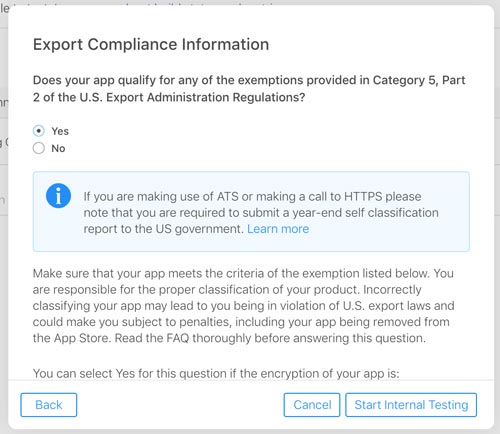 Export Compliance Information
Does your app qualify for any of the exemptions provided in Category 5, Part
2 of the U.S. Export Administration Regulations?
Yes
No
If you are making use of ATS or making a call to HTTPS please
note that you are required to submit a year-end self classification
report to the US government. Learn more
Make sure that your app meets the criteria of the exemption listed below. You
are responsible for the proper classification of your product. Incorrectly
classifying your app may lead to you being in violation of U.S. export laws and
could make you subject to penalties, including your app being removed from
the App Store. Read the FAQ thoroughly before answering this question.
You can select Yes for this question if the encryption of your app is:
Back
Cancel
Start Internal Testing